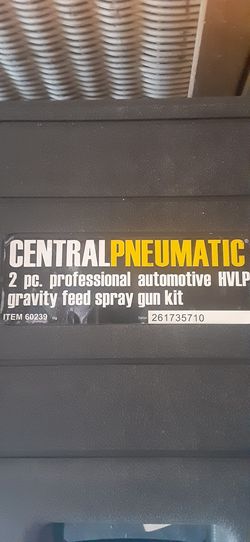 CENTRALPNEUMATIC
2 pc. professional automotive HVLP
gravity feed spray gun kit
ITEM 60239 261735710